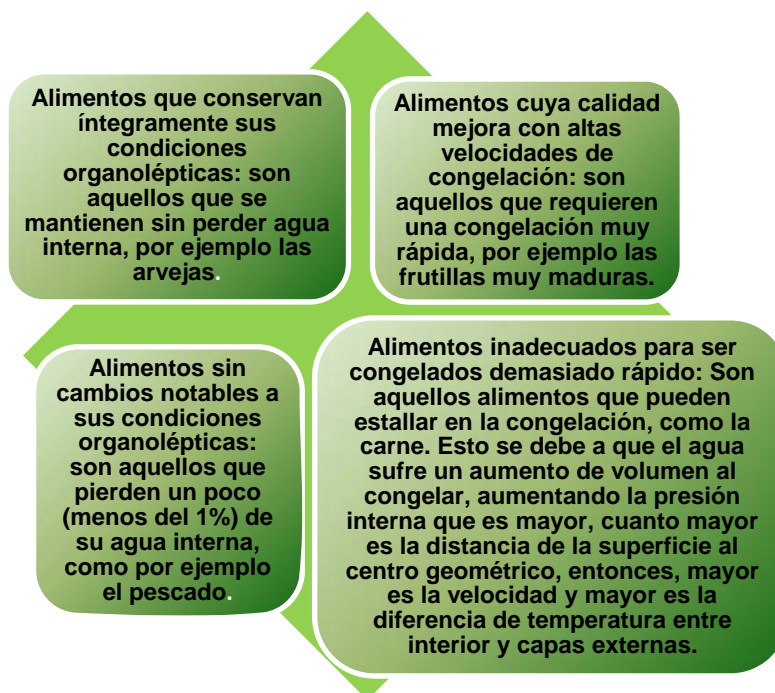 Alimentos que conservan
íntegramente sus
condiciones
organolépticas: son
aquellos que se
mantienen sin perder agua
interna, por ejemplo las
arvejas.
Alimentos cuya calidad
mejora con altas
velocidades de
congelación: son
aquellos que requieren
una congelación muy
rápida, por ejemplo las
frutillas muy maduras.
Alimentos sin
cambios notables a
sus condiciones
organolépticas:
son aquellos que
pierden un poco
(menos del 1%) de
su agua interna,
como por ejemplo
el pescado.
Alimentos inadecuados para ser
congelados demasiado rápido: Son
aquellos alimentos que pueden
estallar en la congelación, como la
carne. Esto se debe a que el agua
sufre un aumento de volumen al
congelar, aumentando la presión
interna que es mayor, cuanto mayor
es la distancia de la superficie al
centro geométrico, entonces, mayor
es la velocidad y mayor es la
diferencia de temperatura entre
interior y capas externas.